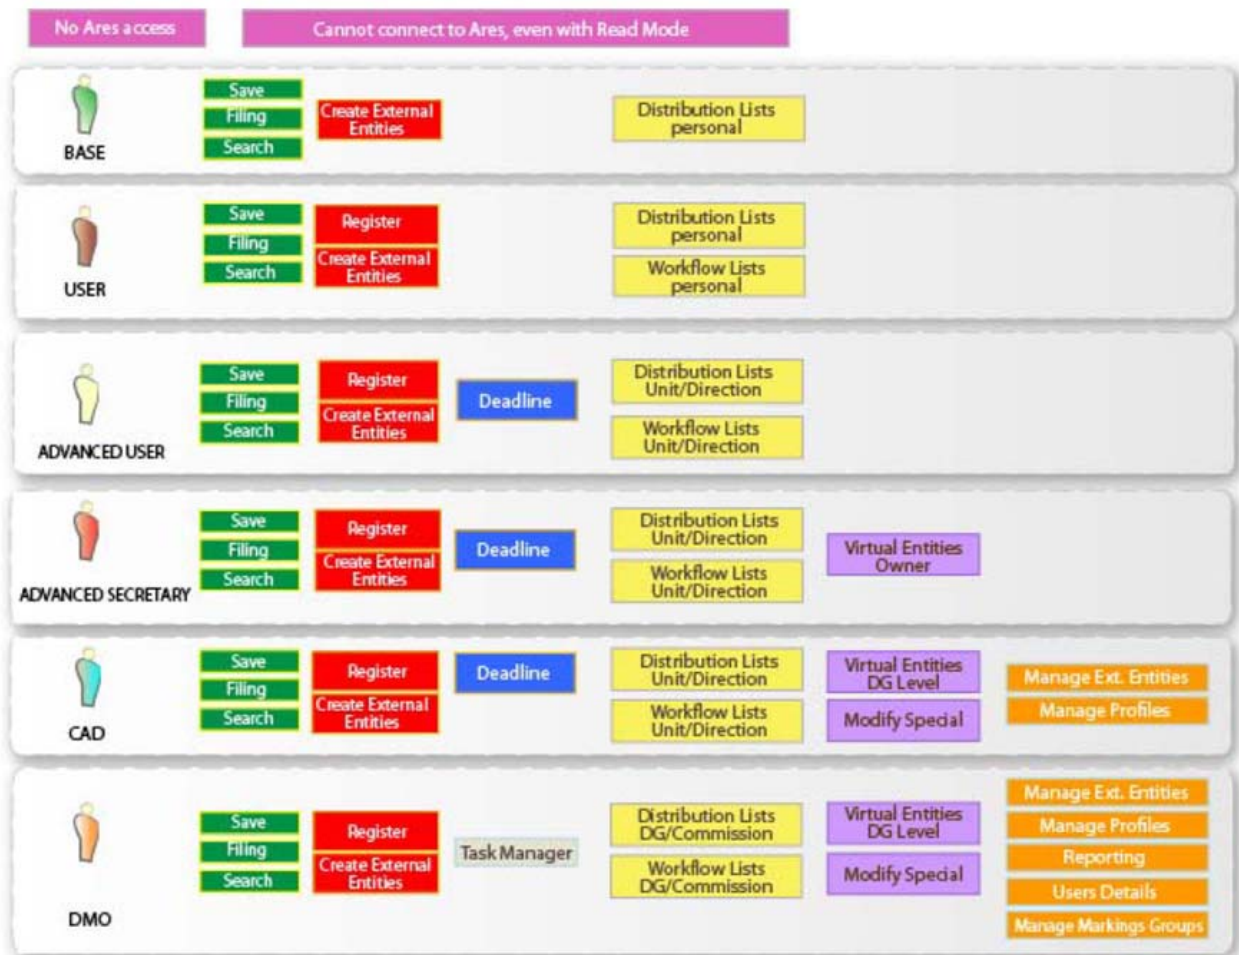 No Ares access
Cannot connect to Ares, even with Read Mode
BASE
Save
Filing
Search
Create External
Entities
Distribution Lists
personal
USER
Save
Filing
Search
Register
Create External
Entities
Distribution Lists
personal
Workflow Lists
personal
ADVANCED USER
Save
Filing
Search
Register
Create External
Entities
Deadline
Distribution Lists
Unit/Direction
Workflow Lists
Unit/Direction
ADVANCED SECRETARY
Save
Filing
Search
Register
Create External
Entities
Deadline
Distribution Lists
Unit/Direction
Workflow Lists
Unit/Direction
Virtual Entities
Owner
CAD
Save
Filing
Search
Register
Create External
Entities
Deadline
Distribution Lists
Unit/Direction
Workflow Lists
Unit/Direction
Virtual Entities
DG Level
Modify Special
Manage Ext. Entities
Manage Profiles
DMO
Save
Filing
Search
Register
Create External
Entities
Task Manager
Distribution Lists
DG/Commission
Workflow Lists
DG/Commission
Virtual Entities
DG Level
Modify Special
Manage Ext. Entities
Manage Profiles
Reporting
Users Details
Manage Markings Groups